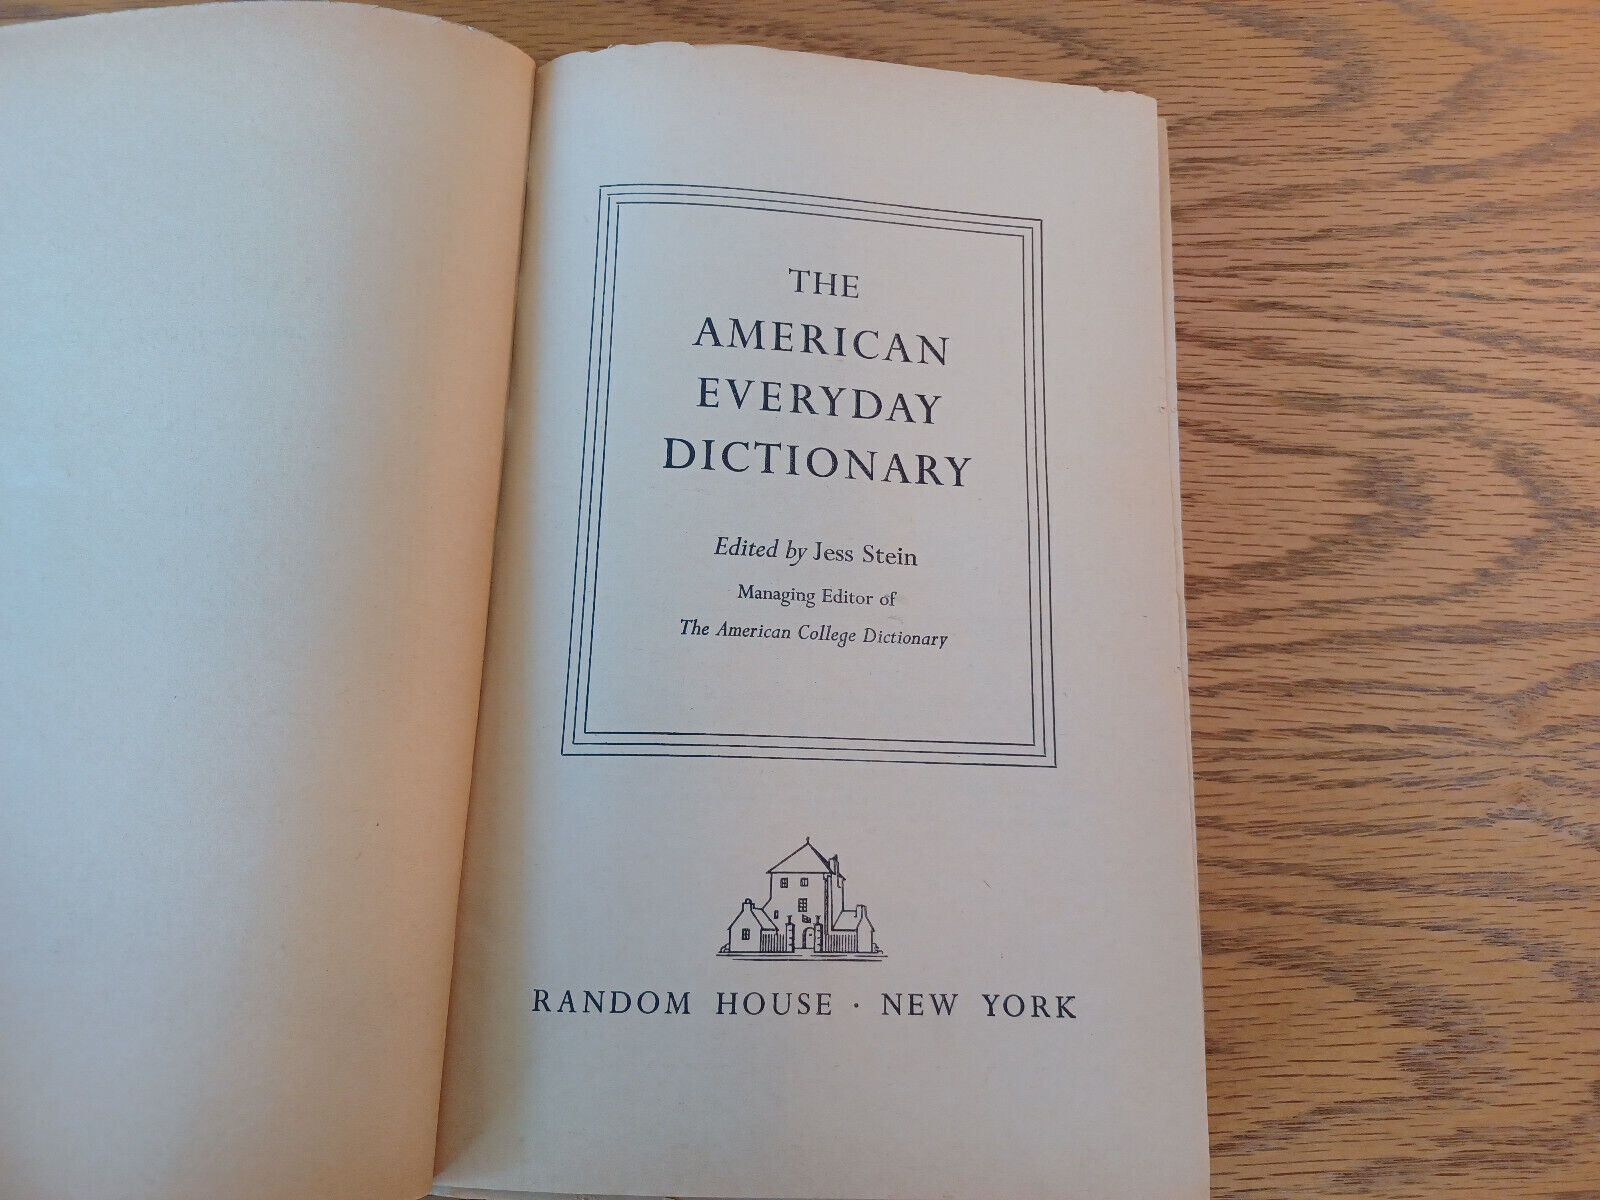 THE
AMERICAN
EVERYDAY
DICTIONARY
Edited by Jess Stein
Managing Editor of
The American College Dictionary
RANDOM HOUSE · NEW YORK